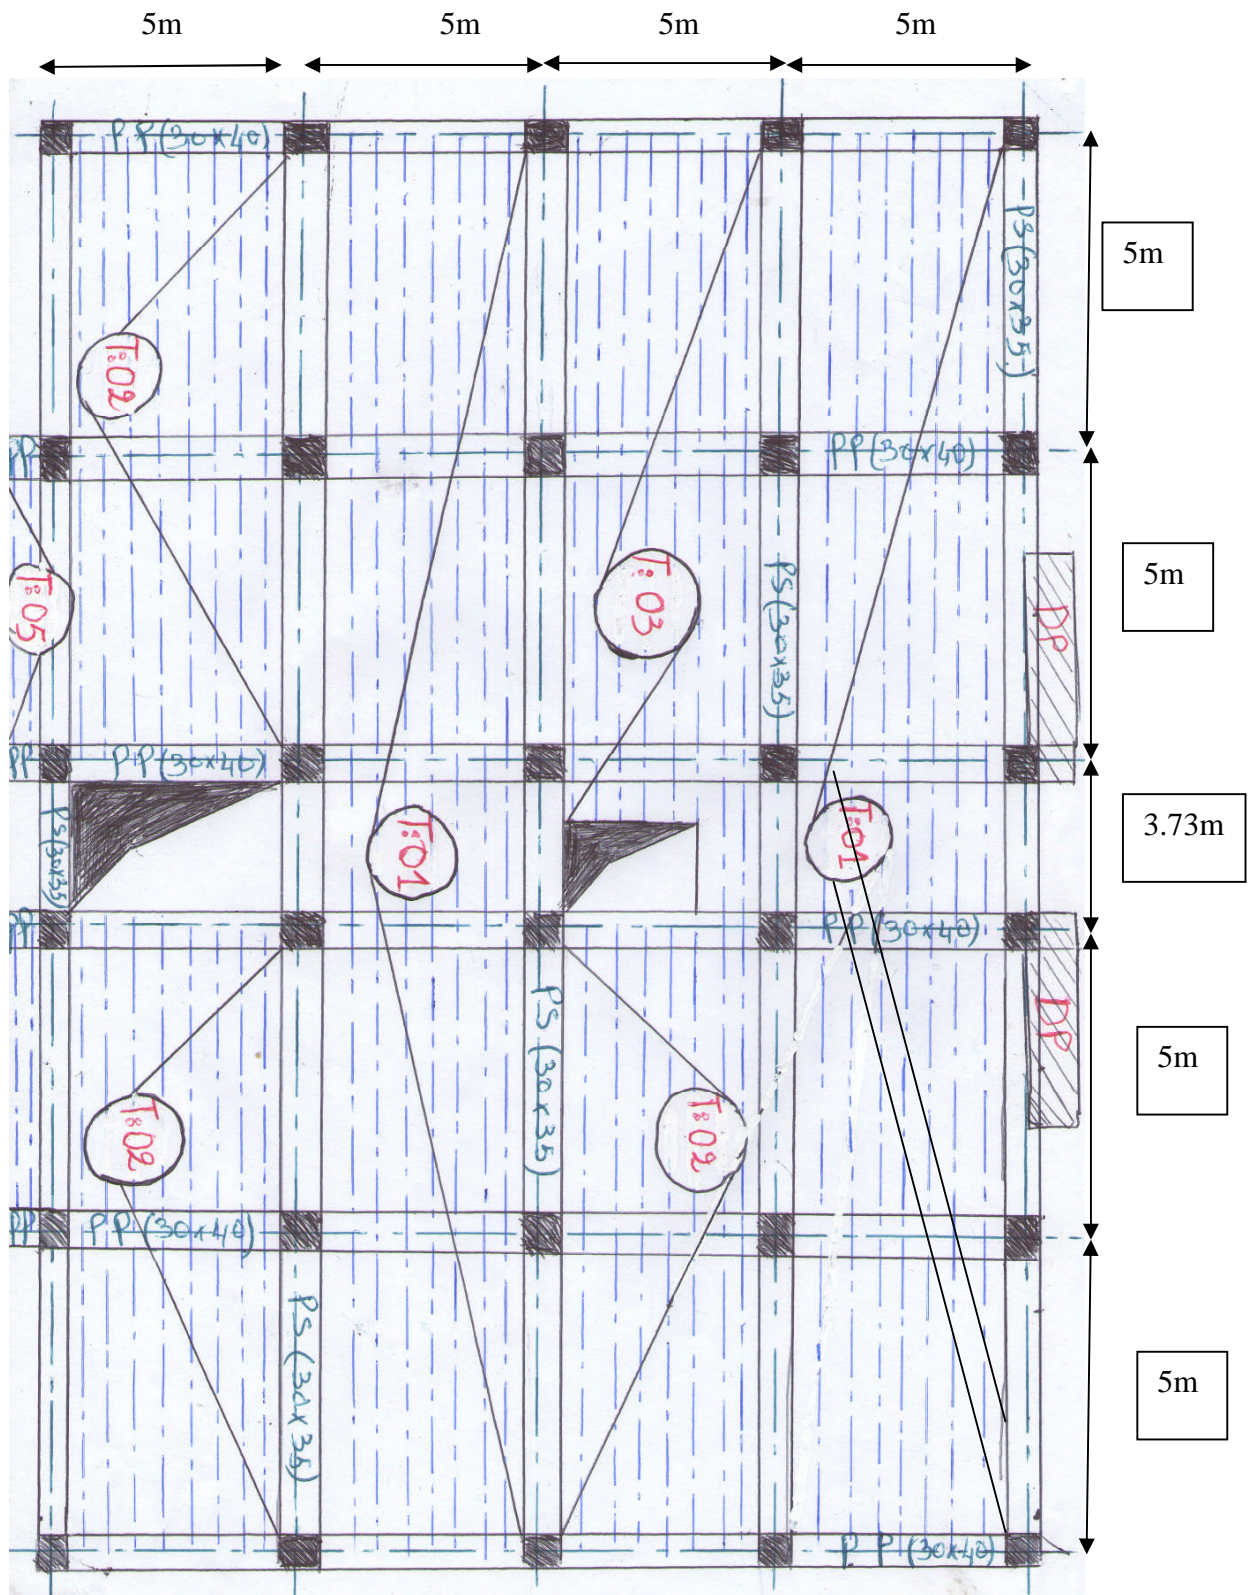 5m
5m
5m
5m
P.P(30x40)
PS(30x35)
5m
T:02
PP
PP(30x40)
T:05
T:03
PS(30x35)
DP
5m
PP
P.P(30x40)
PS(30x35)
T:01
T:01
3.73m
PP
PP(30x40)
PS(30x35)
DP
5m
T:02
T:02
PP
PP(30x40)
PS(30x35)
5m
P P(30x40)